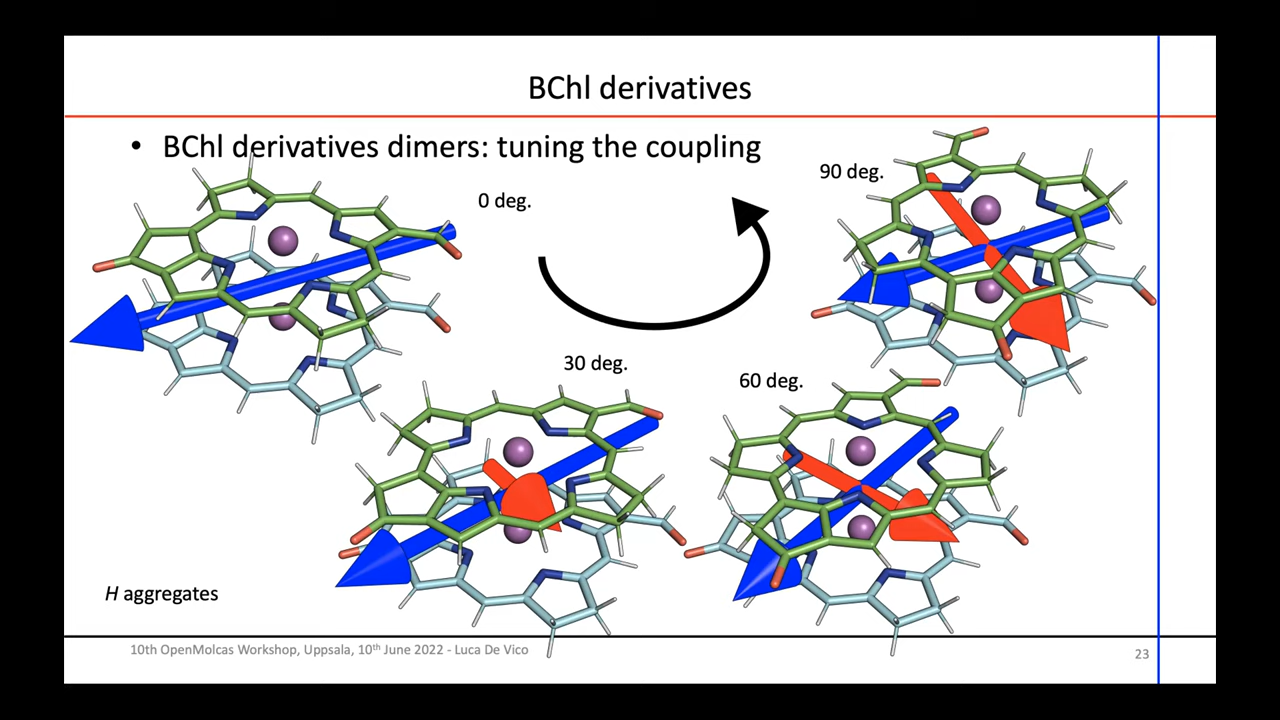 BChl derivatives
• BChl derivatives dimers: tuning the coupling
0 deg.
90 deg.
30 deg.
60 deg.
H aggregates
10th OpenMolcas Workshop, Uppsala, 10th June 2022 - Luca De Vico
23